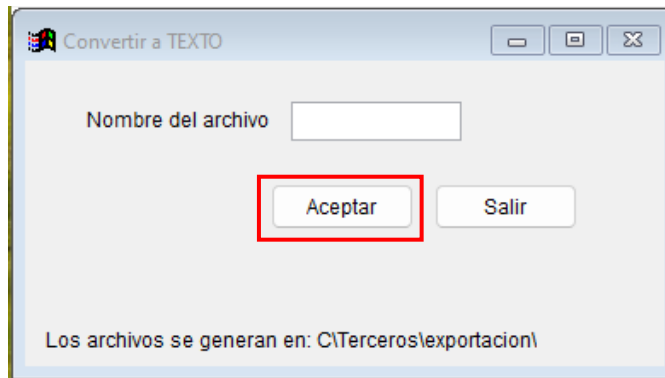 Convertir a TEXTO
Nombre del archivo
Aceptar Salir
Los archivos se generan en: C\Terceros\exportacion\